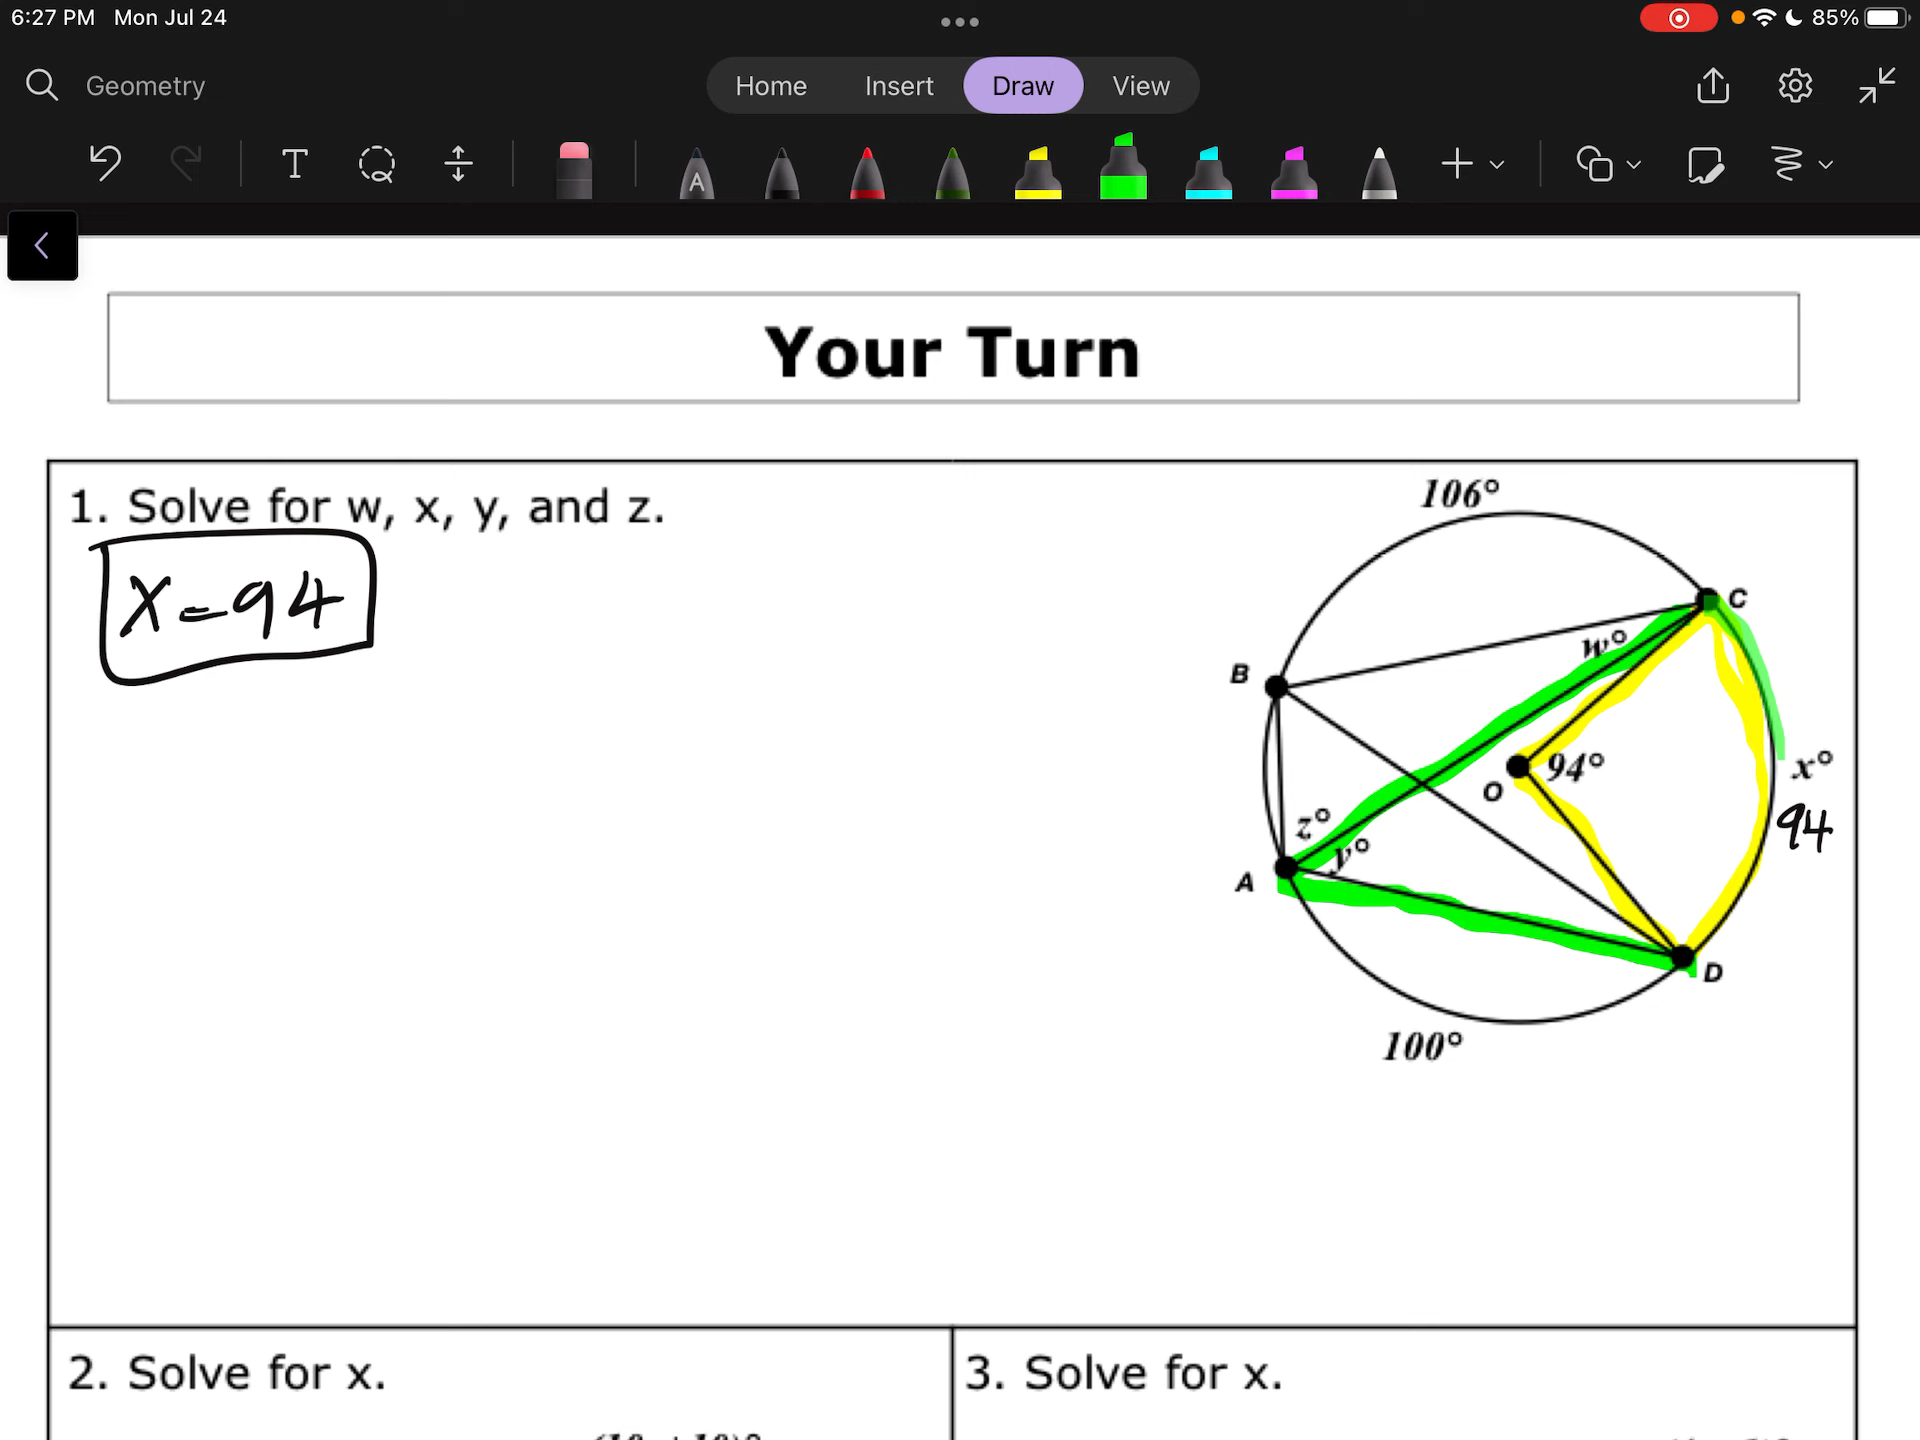 6:27 PM Mon Jul 24
85%
Geometry
Home Insert Draw View
T
A
Your Turn
1. Solve for w, x, y, and z.
X=94
106°
C
w°
B
O
94°
x°
94
z°
y°
A
D
100°
2. Solve for x.
3. Solve for x.